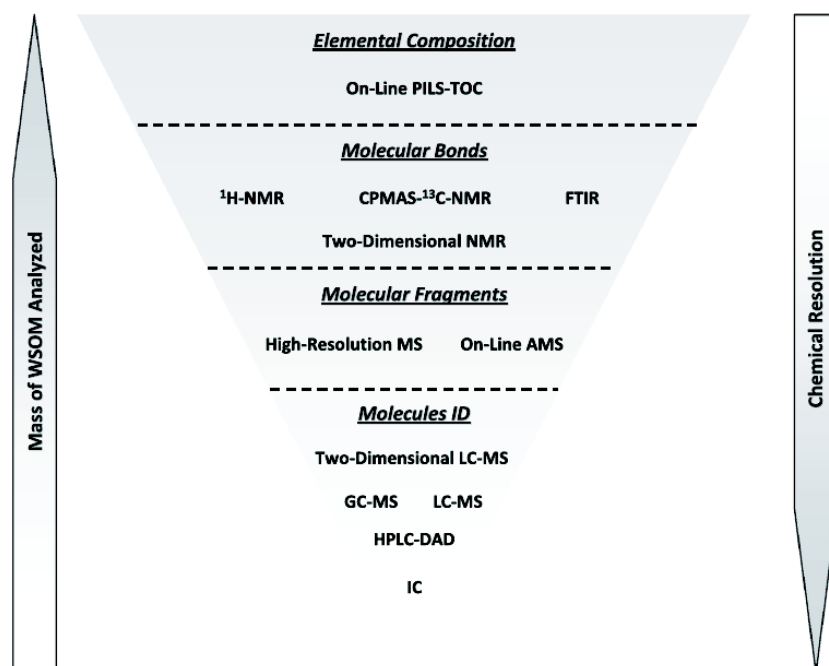 Elemental Composition
On-Line PILS-TOC
Molecular Bonds
¹H-NMR CPMAS-¹³C-NMR FTIR
Two-Dimensional NMR
Molecular Fragments
High-Resolution MS On-Line AMS
Molecules ID
Two-Dimensional LC-MS
GC-MS LC-MS
HPLC-DAD
IC
Mass of WSOM Analyzed
Chemical Resolution